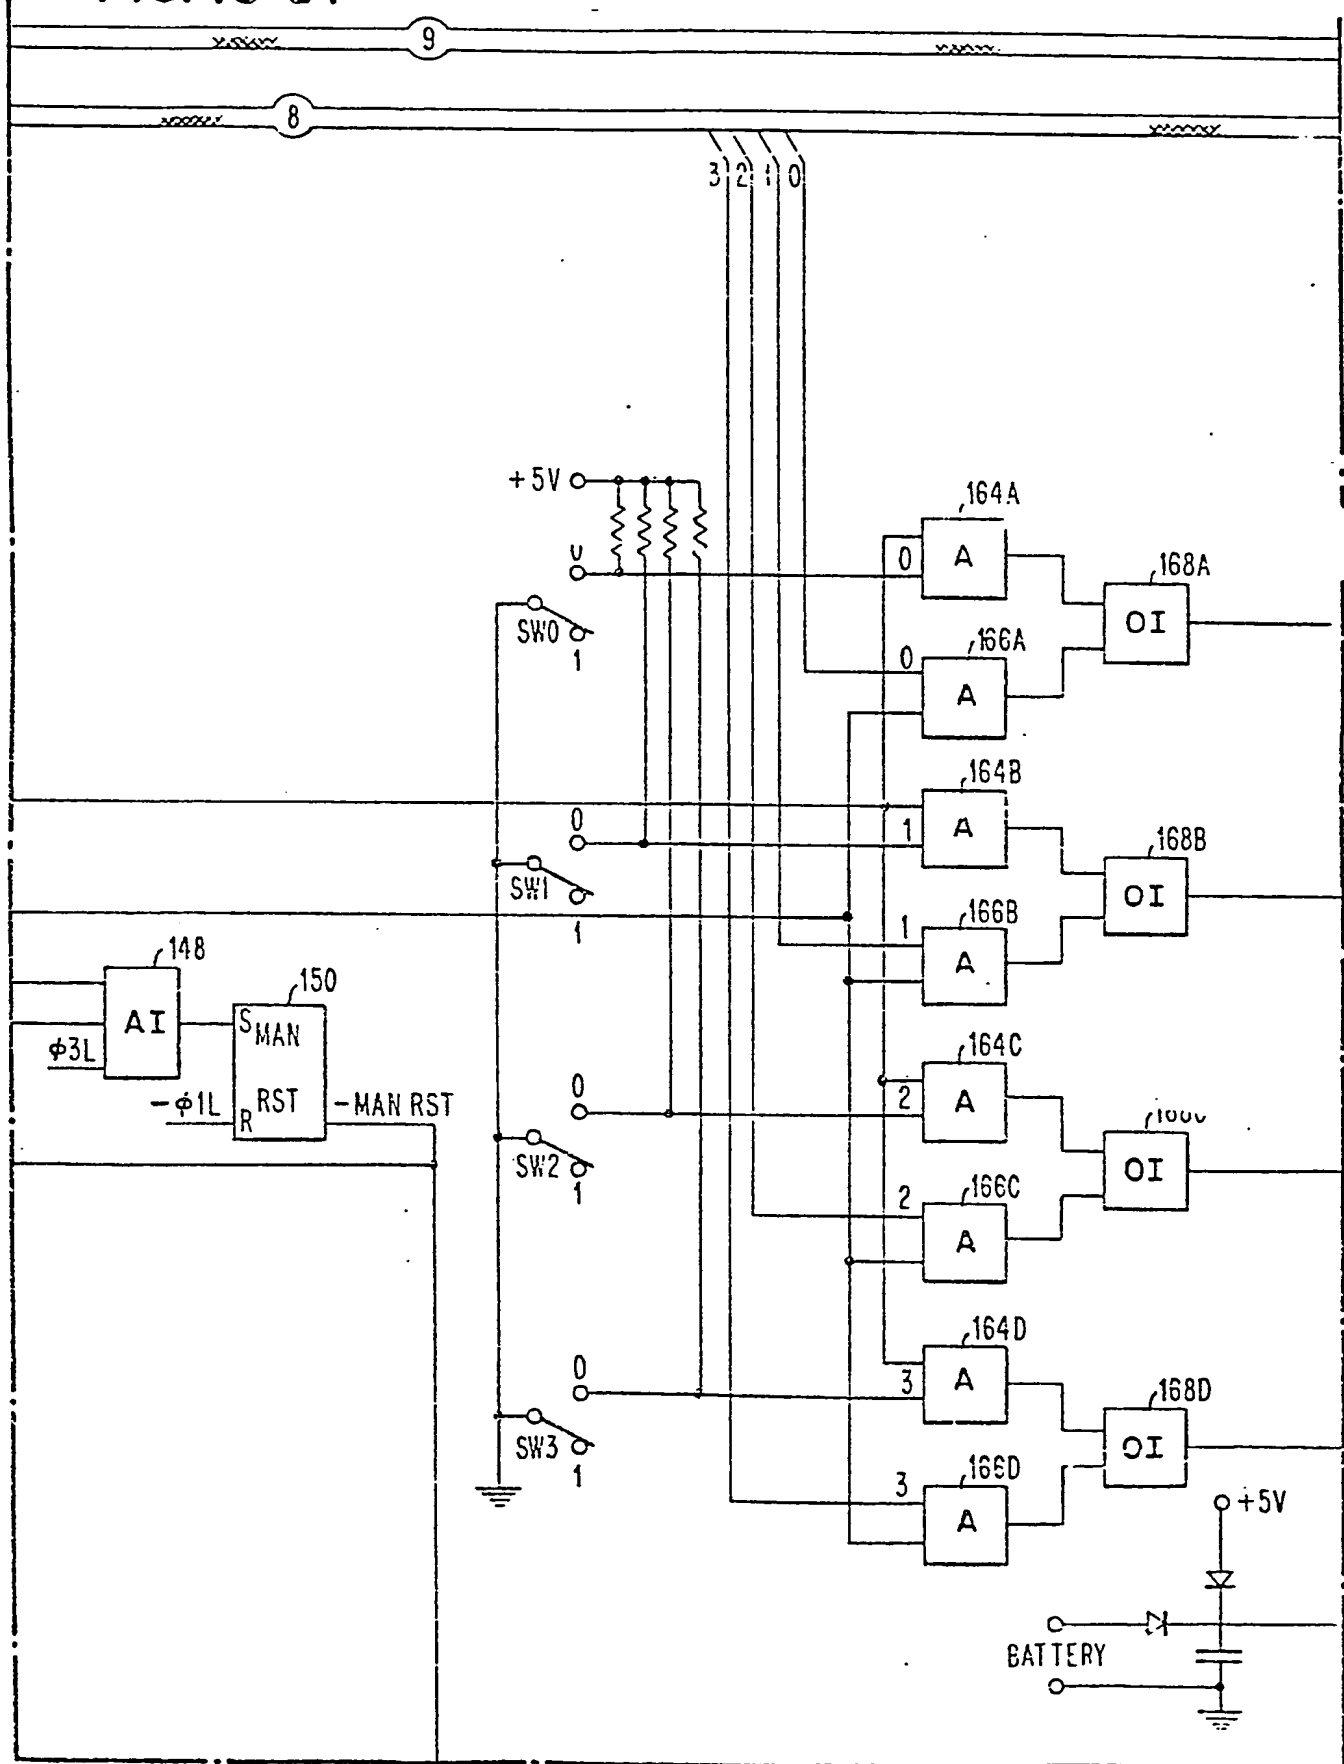 9
8
3 2 1 0
+5V
164A
0
A
168A
SW0
OI
1
0
166A
A
164B
0
1
A
168B
SW1
OI
1
1
166B
A
148
150
AI
S MAN
φ3L
164C
0
2
A
-φ1L
R RST
-MAN RST
SW2
OI
1
2
166C
A
164D
0
3
A
168D
SW3
OI
1
3
166D
A
+5V
BATTERY